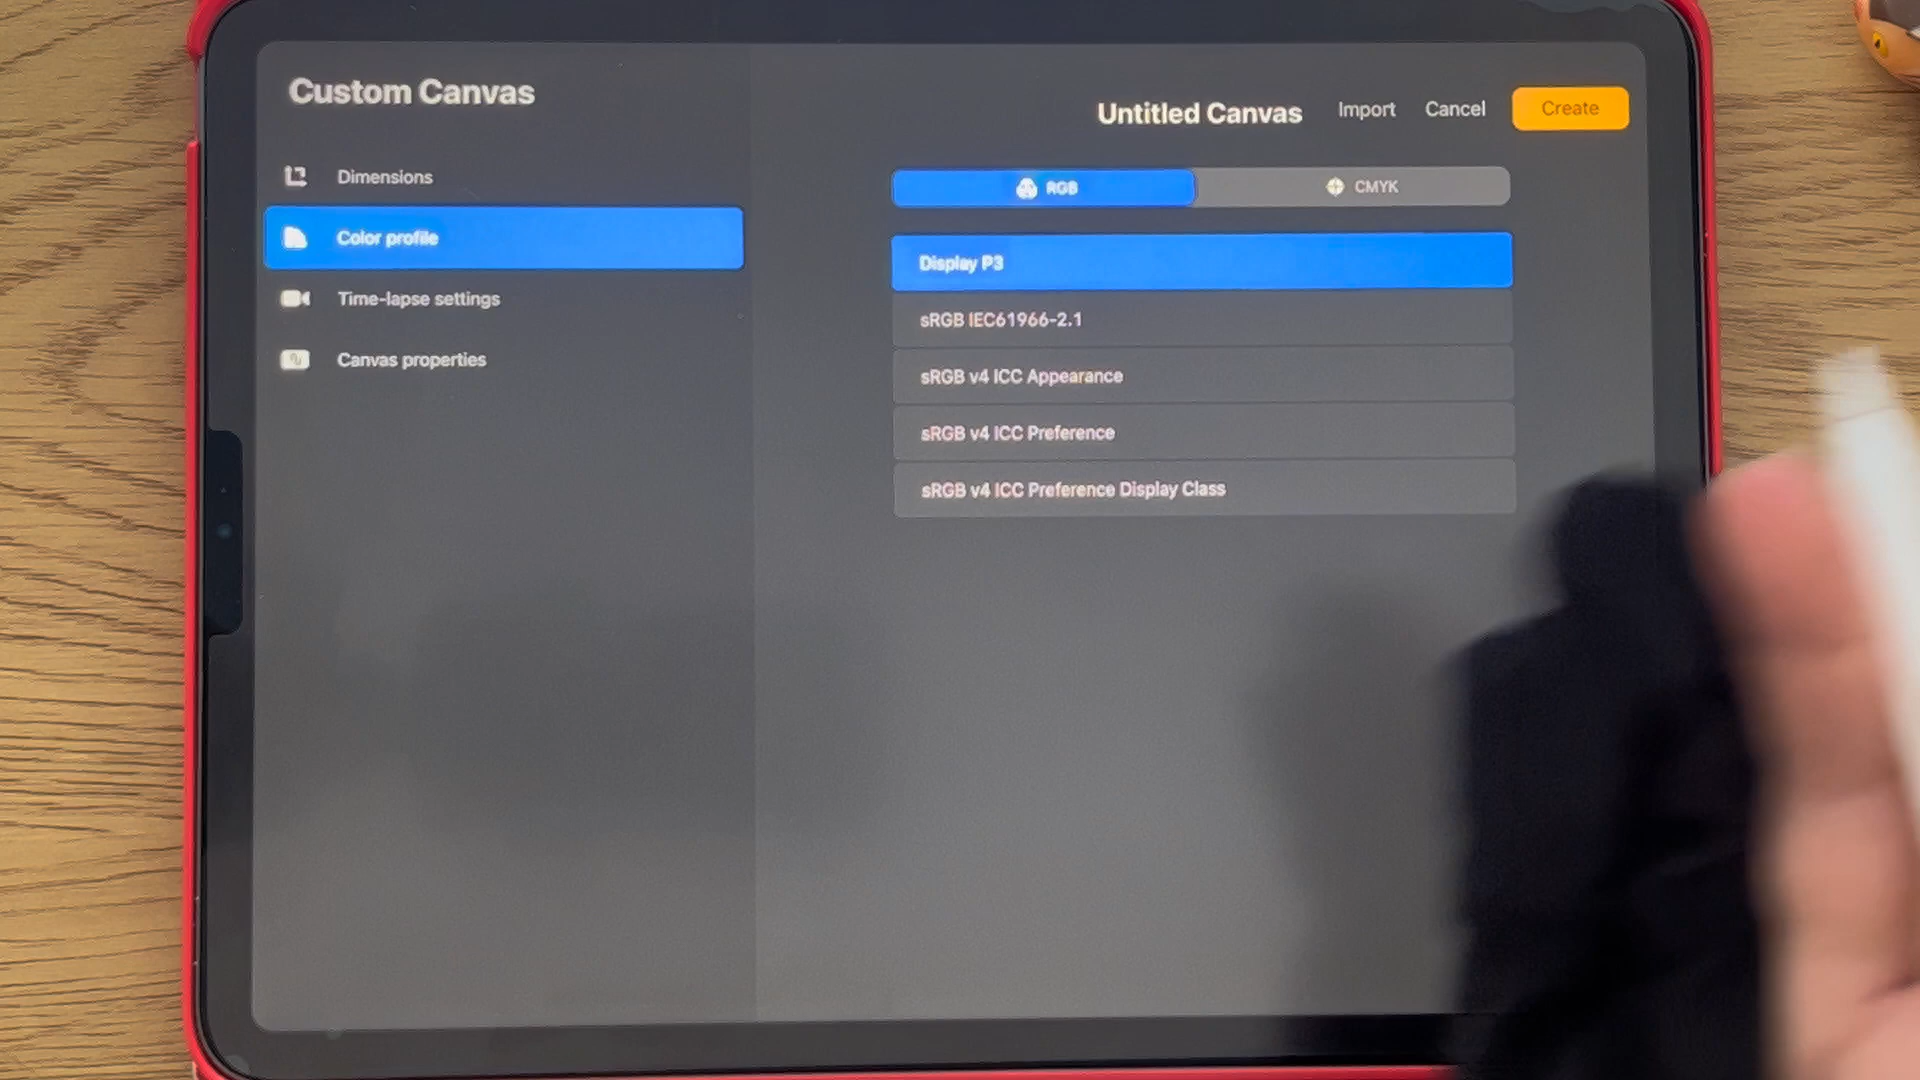 Custom Canvas
Untitled Canvas
Import
Cancel
Create
Dimensions
Color profile
Time-lapse settings
Canvas properties
RGB
CMYK
Display P3
sRGB IEC61966-2.1
sRGB v4 ICC Appearance
sRGB v4 ICC Preference
sRGB v4 ICC Preference Display Class